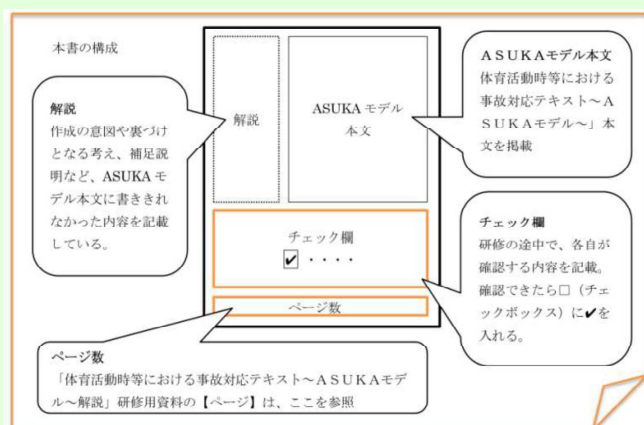 本書の構成
解説
作成の意図や裏づけ
となる考え、補足説
明など、ASUKA モ
デル本文に書ききれ
なかった内容を記載
している。
解説
ASUKA モデル
本文
ＡＳＵＫＡモデル本文
体育活動時等における
事故対応テキスト～Ａ
ＳＵＫＡモデル～」本
文を掲載
チェック欄
✔ ・・・・
ページ数
チェック欄
研修の途中で、各自が
確認する内容を記載。
確認できたら□（チェ
ックボックス）に✔を
入れる。
ページ数
「体育活動時等における事故対応テキスト～ＡＳＵＫＡモデ
ル～解説」研修用資料の【ページ】は、ここを参照